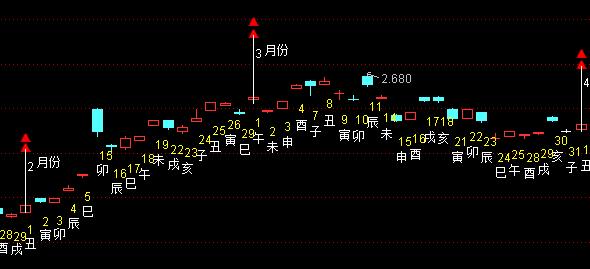 3 月份
2.680
2 月份
4
28
酉
29
戌
1
丑
2
寅
3
卯
4
辰
5
巳
15
卯
16
辰
17
巳
18
午
19
未
22
戌
23
亥
24
子
25
丑
26
寅
29
巳
1
午
2
未
3
申
4
酉
7
子
8
丑
9
寅
10
卯
11
辰
14
未
15
申
16
酉
17
戌
18
亥
21
寅
22
卯
23
辰
24
巳
25
午
28
酉
29
戌
30
亥
31
子
1
丑